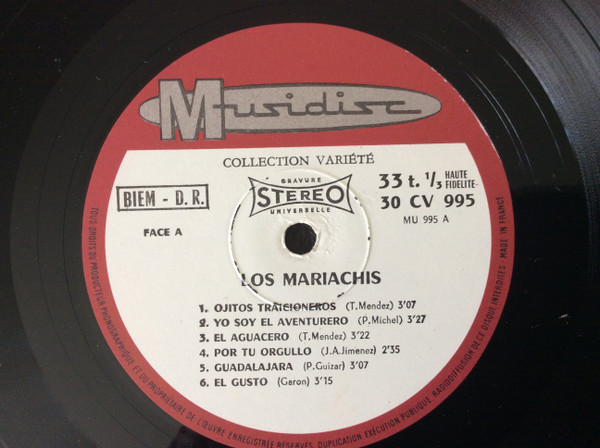 Musidisc
COLLECTION VARIÉTÉ
BIEM - D.R.
GRAVURE
STEREO
UNIVERSELLE
33 t. 1/3 HAUTE
FIDELITE-
30 CV 995
MU 995 A
FACE A
LOS MARIACHIS
1. OJITOS TRAICIONEROS (T.Mendez) 3'07
2. YO SOY EL AVENTURERO (P.Michel) 3'27
3. EL AGUACERO (T.Mendez) 3'22
4. POR TU ORGULLO (J.A.Jimenez) 2'35
5. GUADALAJARA (P.Guizar) 3'07
6. EL GUSTO (Garon) 3'15
TOUS DROITS DU PRODUCTEUR PHONOGRAPHIQUE ET DU PROPRIÉTAIRE DE L'ŒUVRE ENREGISTRÉE RÉSERVÉS. DUPLICATION EXÉCUTION PUBLIQUE, RADIODIFFUSION DE CE DISQUE INTERDITES - MADE IN FRANCE